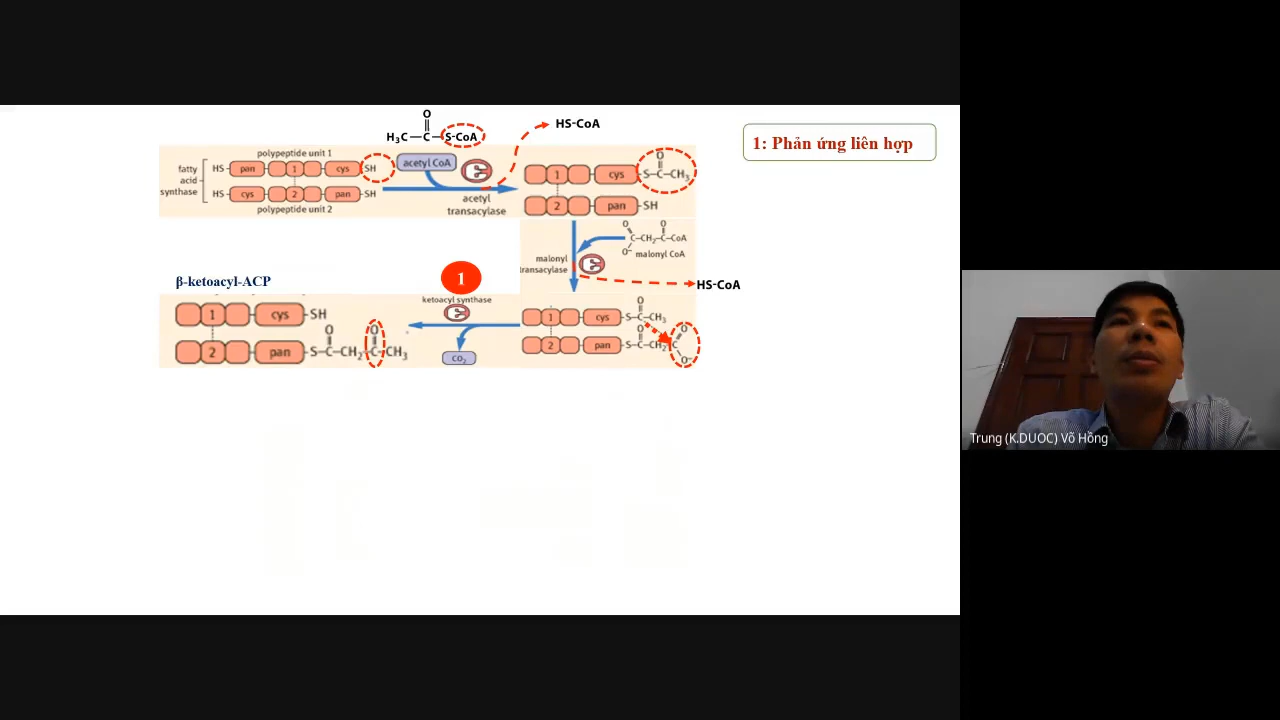 O
H₃C—C—S-CoA
HS-CoA
1: Phản ứng liên hợp
polypeptide unit 1
fatty acid synthase
HS pan 1 cys SH
HS cys 2 pan SH
polypeptide unit 2
acetyl CoA
acetyl transacylase
O
1 cys S—C—CH₃
2 pan SH
O O
C—CH₂—C—CoA
O⁻
malonyl CoA
malonyl transacylase
HS-CoA
β-ketoacyl-ACP
1
ketoacyl synthase
CO₂
1 cys SH
O O
2 pan S—C—CH₂—C—CH₃
O
1 cys S—C—CH₃
O O
2 pan S—C—CH₂ C
O⁻
Trung (K.DUOC) Võ Hồng